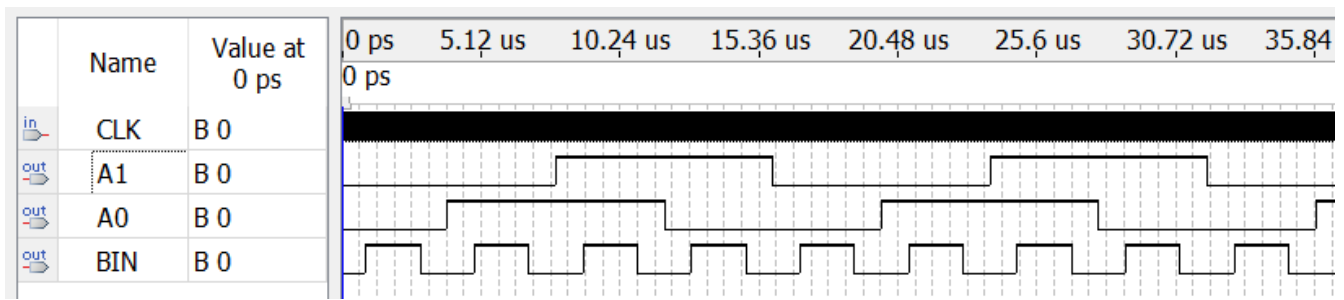 Name
Value at
0 ps
0 ps 5.12 us 10.24 us 15.36 us 20.48 us 25.6 us 30.72 us 35.84
0 ps
in CLK B 0
out A1 B 0
out A0 B 0
out BIN B 0